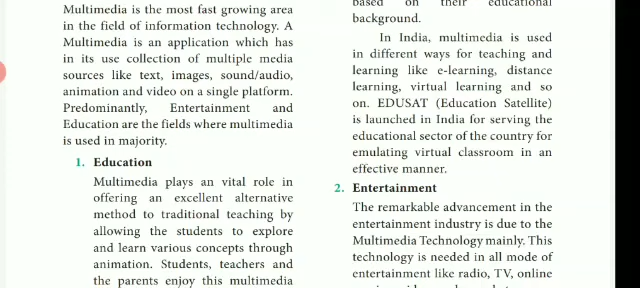 Multimedia is the most fast growing area
in the field of information technology. A
Multimedia is an application which has
in its use collection of multiple media
sources like text, images, sound/audio,
animation and video on a single platform.
Predominantly, Entertainment and
Education are the fields where multimedia
is used in majority.
1. Education
Multimedia plays an vital role in
offering an excellent alternative
method to traditional teaching by
allowing the students to explore
and learn various concepts through
animation. Students, teachers and
the parents enjoy this multimedia
based on their educational
background.
In India, multimedia is used
in different ways for teaching and
learning like e-learning, distance
learning, virtual learning and so
on. EDUSAT (Education Satellite)
is launched in India for serving the
educational sector of the country for
emulating virtual classroom in an
effective manner.
2. Entertainment
The remarkable advancement in the
entertainment industry is due to the
Multimedia Technology mainly. This
technology is needed in all mode of
entertainment like radio, TV, online